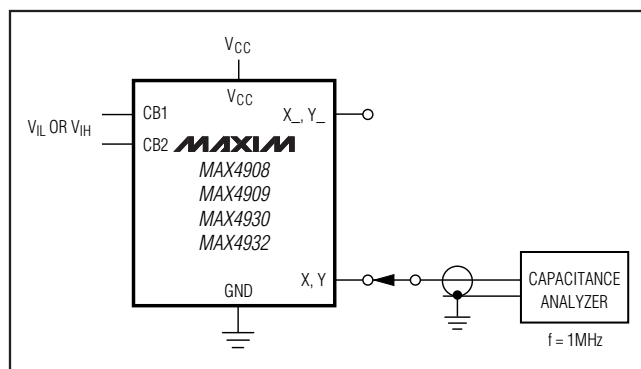 VCC
VCC
CB1
X_, Y_
VIL OR VIH
CB2
MAXIM
MAX4908
MAX4909
MAX4930
MAX4932
X, Y
GND
CAPACITANCE
ANALYZER
f = 1MHz